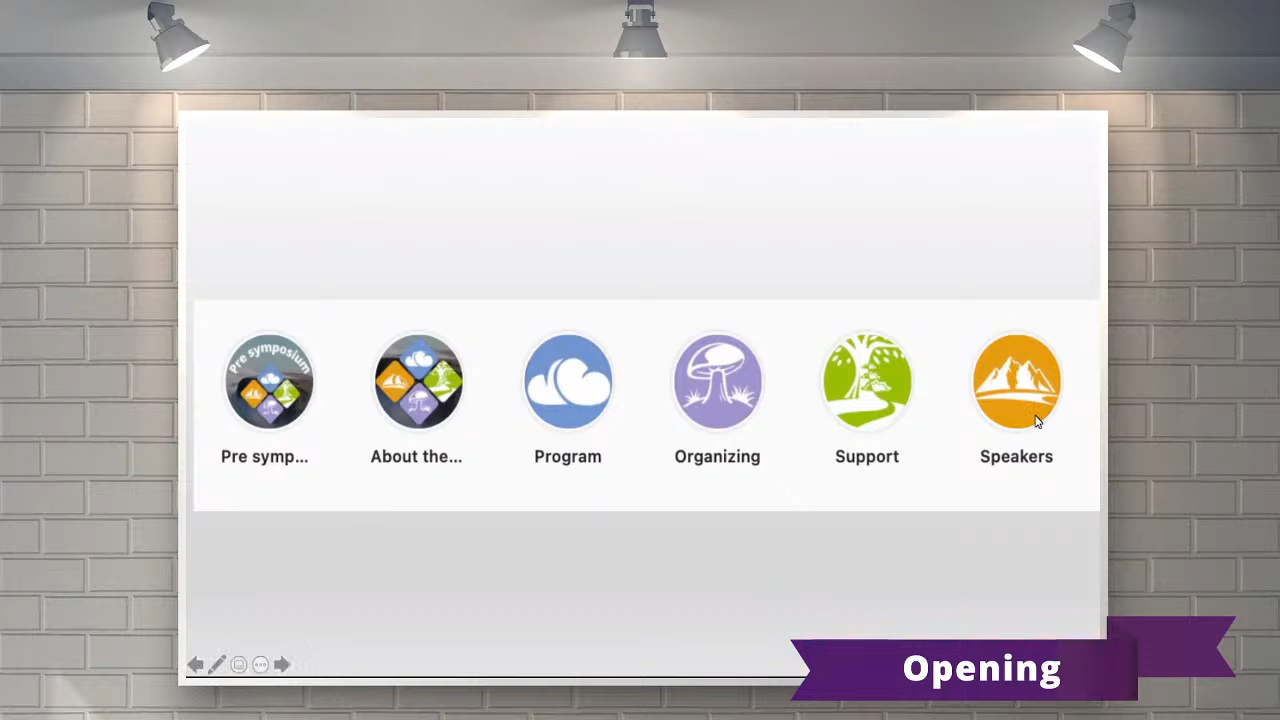 Pre symposium
Pre symp...
About the...
Program
Organizing
Support
Speakers
Opening